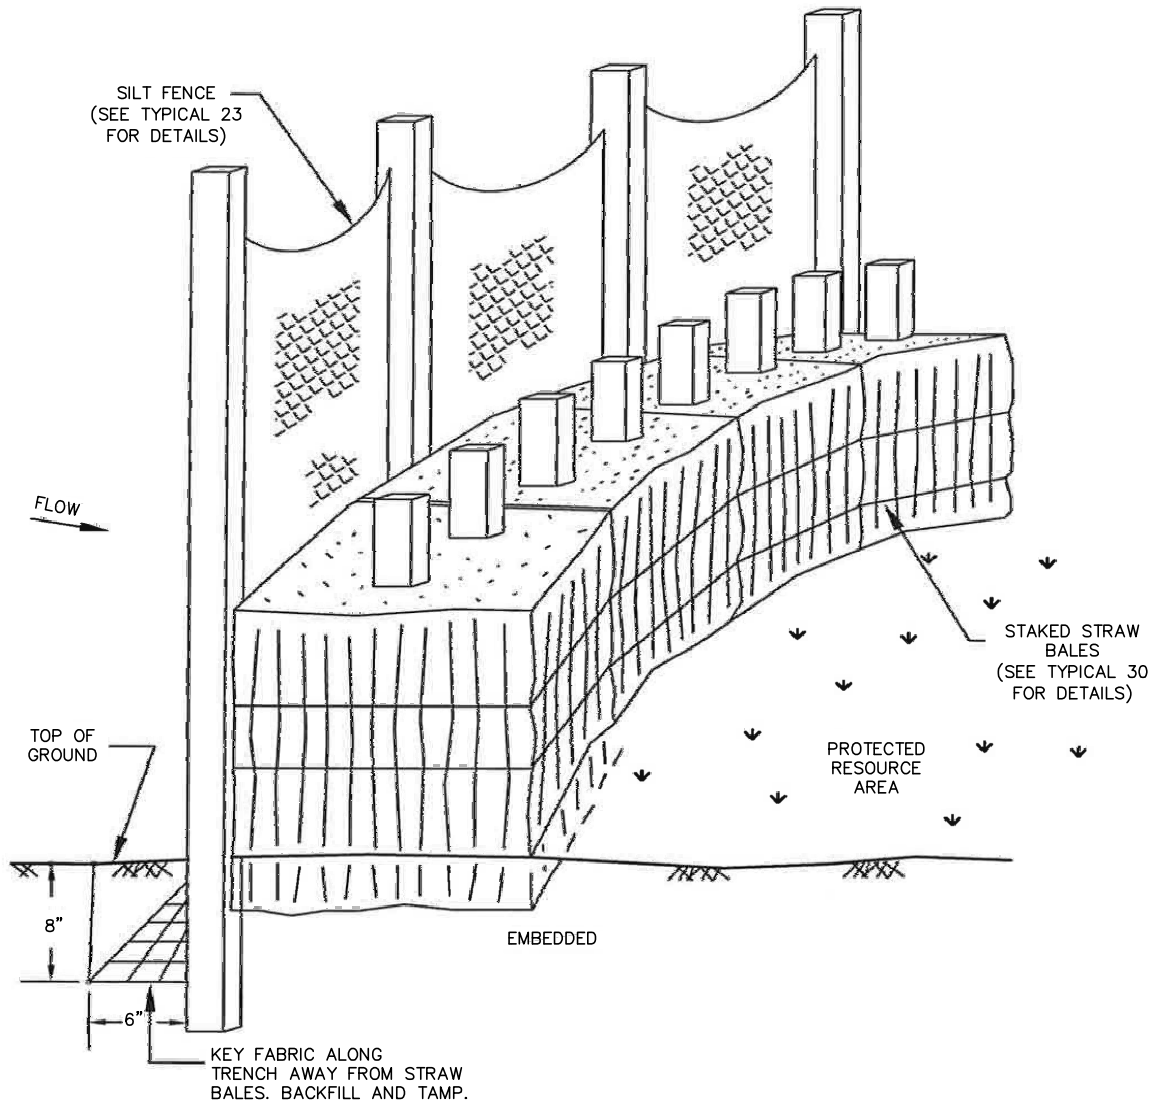 SILT FENCE
(SEE TYPICAL 23
FOR DETAILS)
FLOW
STAKED STRAW
BALES
(SEE TYPICAL 30
FOR DETAILS)
TOP OF
GROUND
PROTECTED
RESOURCE
AREA
8"
EMBEDDED
6"
KEY FABRIC ALONG
TRENCH AWAY FROM STRAW
BALES. BACKFILL AND TAMP.